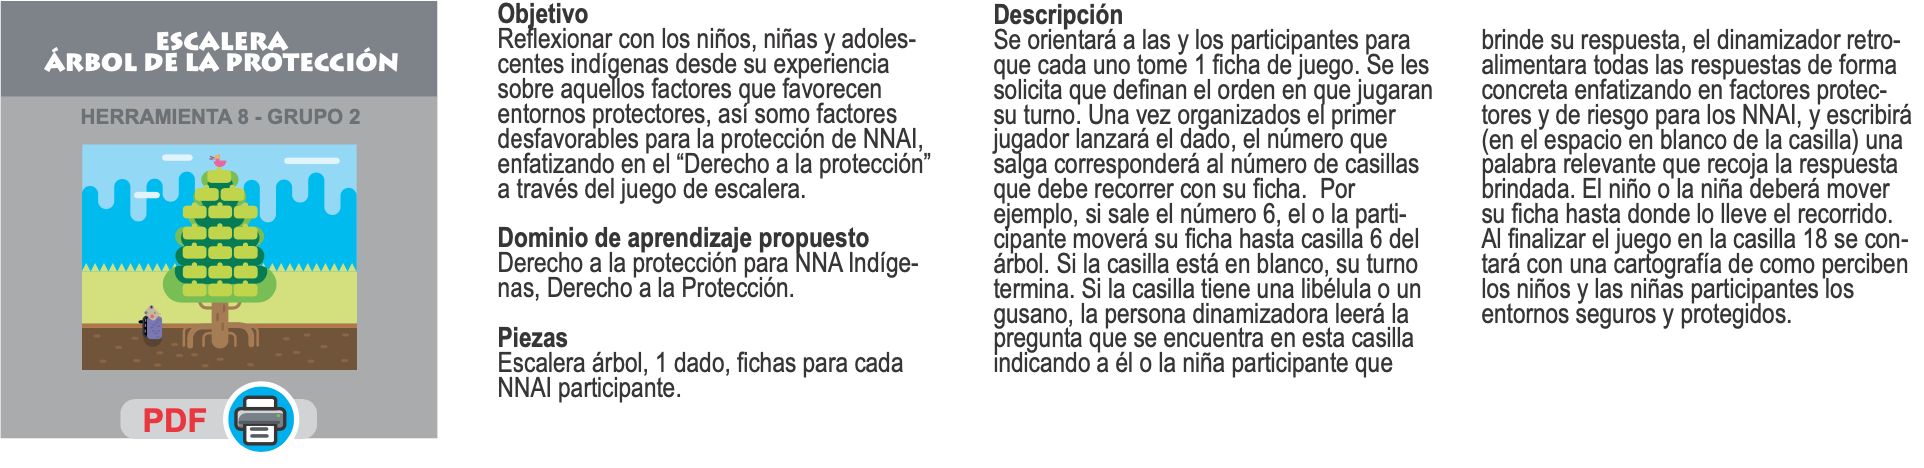 ESCALERA
ÁRBOL DE LA PROTECCIÓN
HERRAMIENTA 8 - GRUPO 2
PDF
Objetivo
Reflexionar con los niños, niñas y adoles-
centes indígenas desde su experiencia
sobre aquellos factores que favorecen
entornos protectores, así somo factores
desfavorables para la protección de NNAI,
enfatizando en el “Derecho a la protección”
a través del juego de escalera.
Dominio de aprendizaje propuesto
Derecho a la protección para NNA Indíge-
nas, Derecho a la Protección.
Piezas
Escalera árbol, 1 dado, fichas para cada
NNAI participante.
Descripción
Se orientará a las y los participantes para
que cada uno tome 1 ficha de juego. Se les
solicita que definan el orden en que jugaran
su turno. Una vez organizados el primer
jugador lanzará el dado, el número que
salga corresponderá al número de casillas
que debe recorrer con su ficha.  Por
ejemplo, si sale el número 6, el o la parti-
cipante moverá su ficha hasta casilla 6 del
árbol. Si la casilla está en blanco, su turno
termina. Si la casilla tiene una libélula o un
gusano, la persona dinamizadora leerá la
pregunta que se encuentra en esta casilla
indicando a él o la niña participante que
brinde su respuesta, el dinamizador retro-
alimentara todas las respuestas de forma
concreta enfatizando en factores protec-
tores y de riesgo para los NNAI, y escribirá
(en el espacio en blanco de la casilla) una
palabra relevante que recoja la respuesta
brindada. El niño o la niña deberá mover
su ficha hasta donde lo lleve el recorrido.
Al finalizar el juego en la casilla 18 se con-
tará con una cartografía de como perciben
los niños y las niñas participantes los
entornos seguros y protegidos.